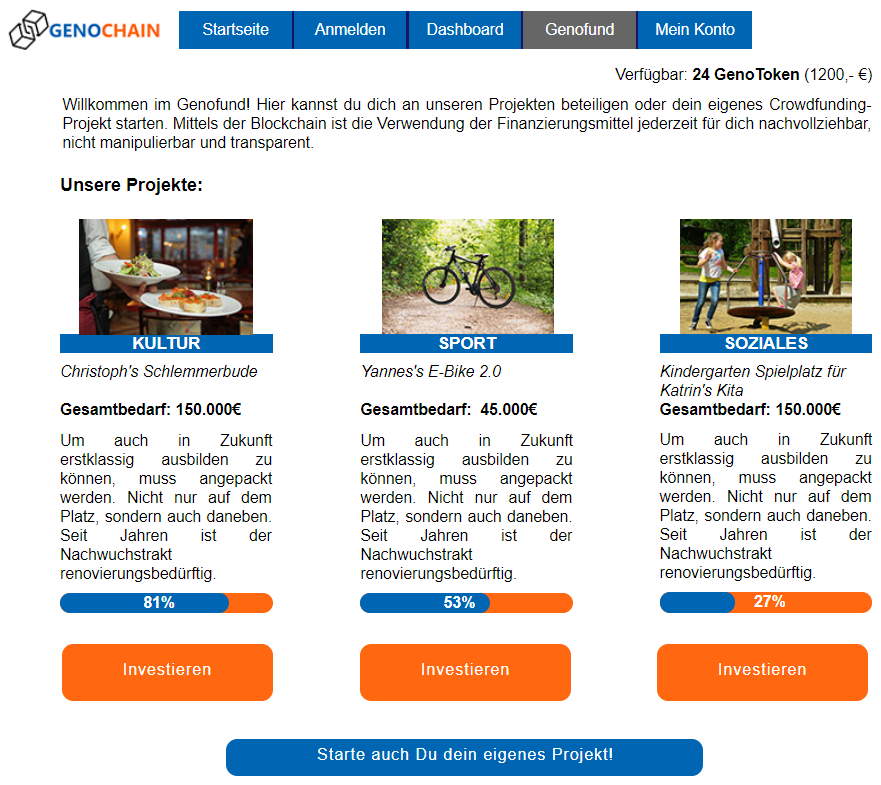 GENOCHAIN
Startseite Anmelden Dashboard Genofund Mein Konto
Verfügbar: 24 GenoToken (1200,- €)
Willkommen im Genofund! Hier kannst du dich an unseren Projekten beteiligen oder dein eigenes Crowdfunding-
Projekt starten. Mittels der Blockchain ist die Verwendung der Finanzierungsmittel jederzeit für dich nachvollziehbar,
nicht manipulierbar und transparent.
Unsere Projekte:
KULTUR
Christoph's Schlemmerbude
Gesamtbedarf: 150.000€
Um auch in Zukunft
erstklassig ausbilden zu
können, muss angepackt
werden. Nicht nur auf dem
Platz, sondern auch daneben.
Seit Jahren ist der
Nachwuchstrakt
renovierungsbedürftig.
81%
Investieren
SPORT
Yannes's E-Bike 2.0
Gesamtbedarf: 45.000€
Um auch in Zukunft
erstklassig ausbilden zu
können, muss angepackt
werden. Nicht nur auf dem
Platz, sondern auch daneben.
Seit Jahren ist der
Nachwuchstrakt
renovierungsbedürftig.
53%
Investieren
SOZIALES
Kindergarten Spielplatz für
Katrin's Kita
Gesamtbedarf: 150.000€
Um auch in Zukunft
erstklassig ausbilden zu
können, muss angepackt
werden. Nicht nur auf dem
Platz, sondern auch daneben.
Seit Jahren ist der
Nachwuchstrakt
renovierungsbedürftig.
27%
Investieren
Starte auch Du dein eigenes Projekt!